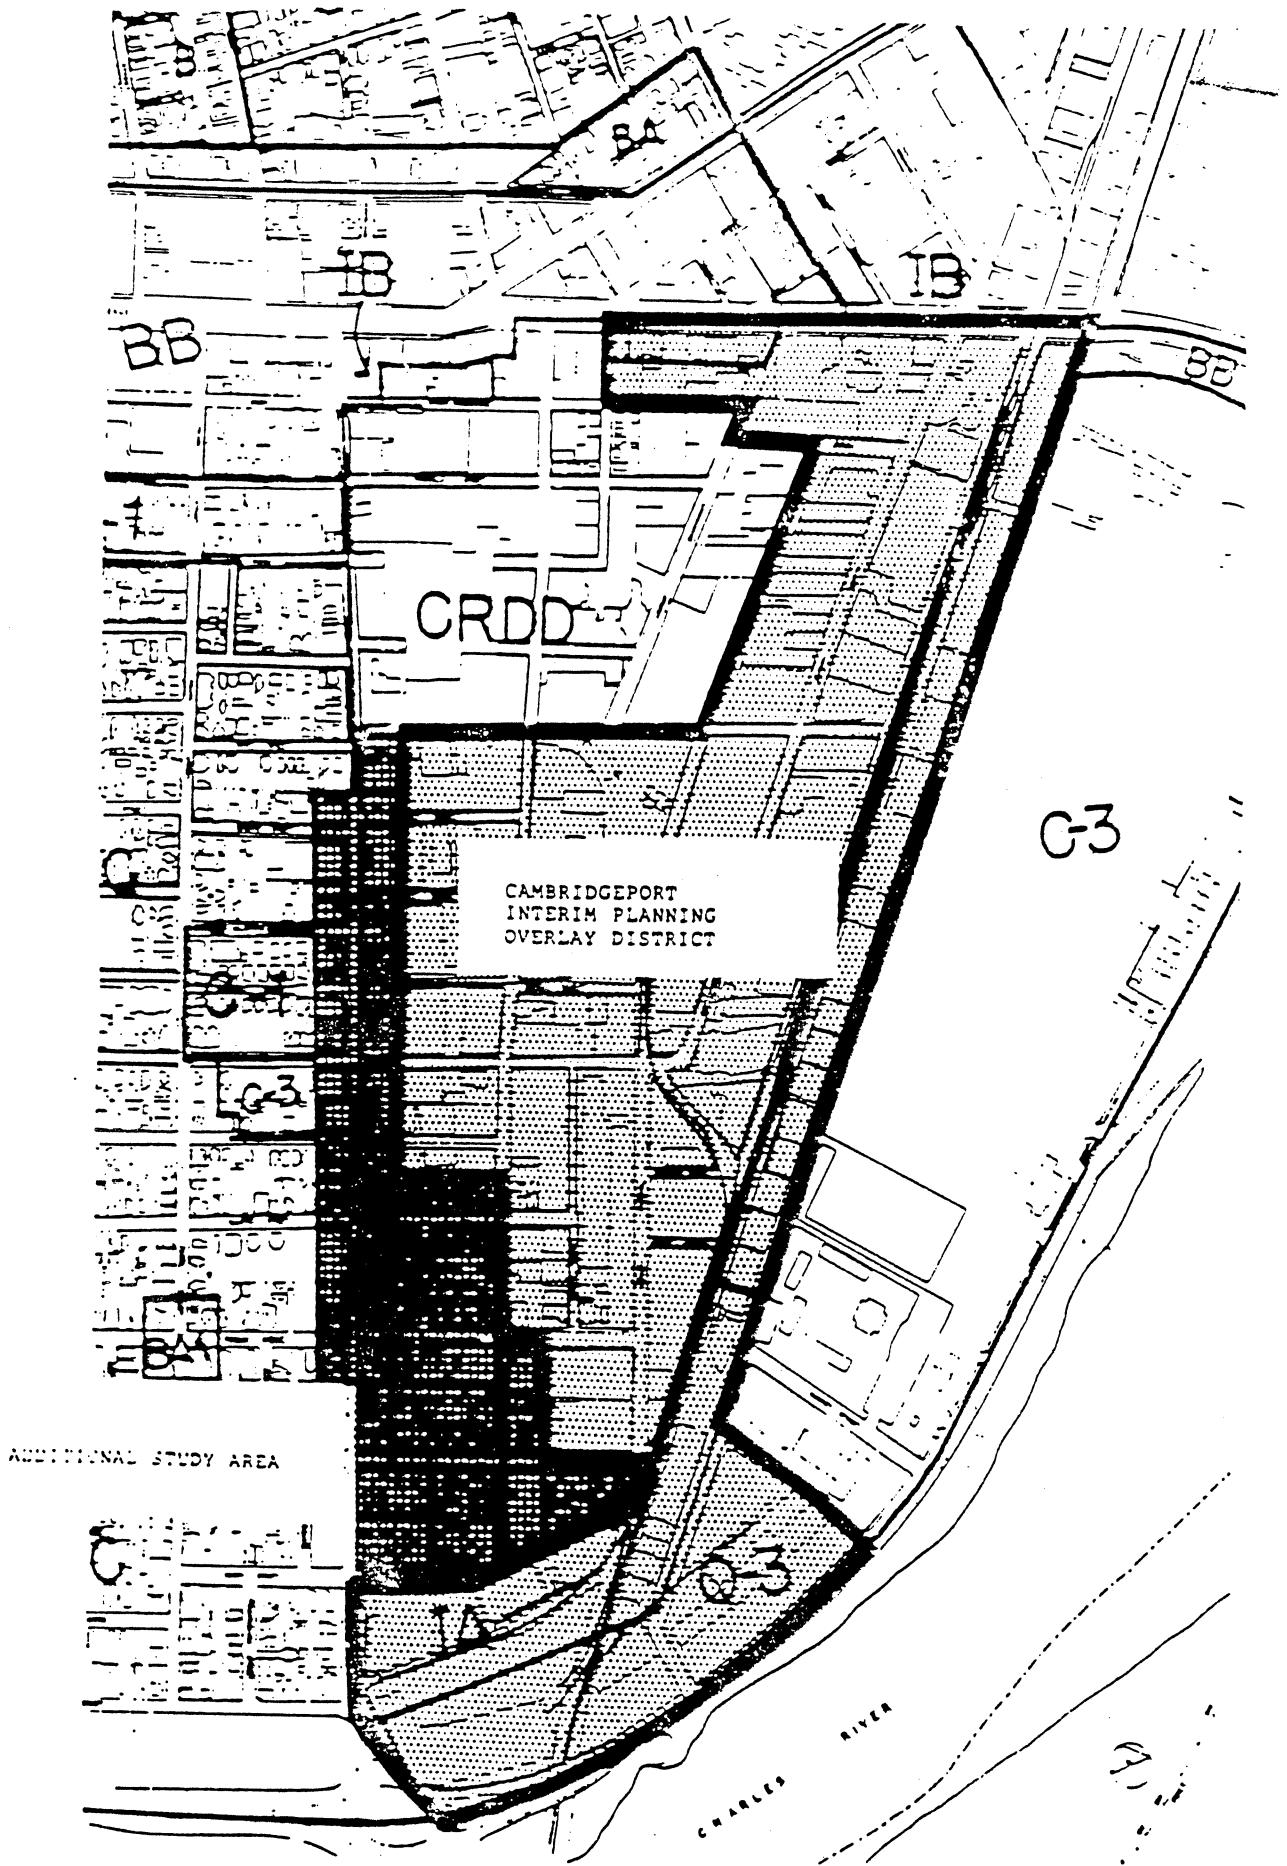 B
BA
IB
IB
BB
BB
CRDD
C-3
CAMBRIDGEPORT
INTERIM PLANNING
OVERLAY DISTRICT
C-1
C-3
BA
ADDITIONAL STUDY AREA
C
O-3
IA
CHARLES RIVER